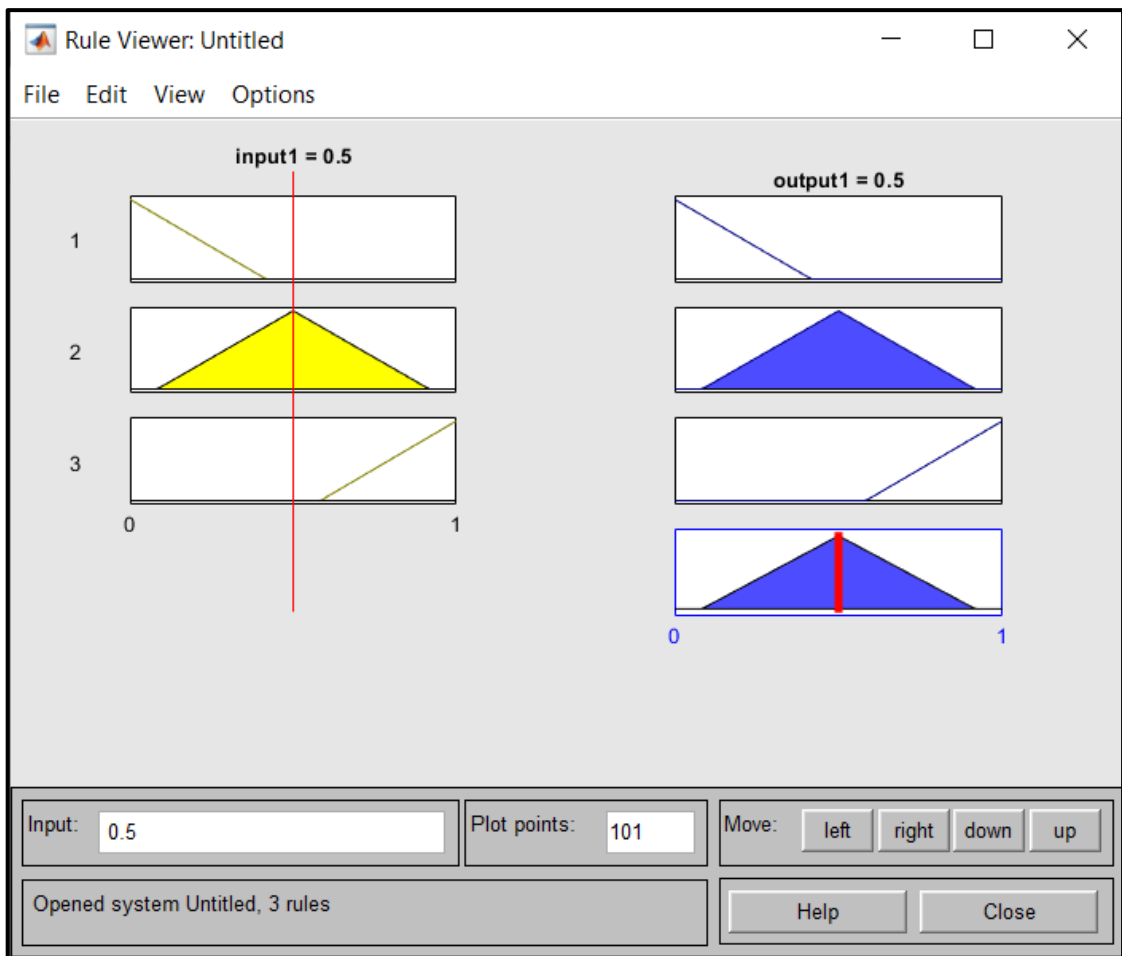 Rule Viewer: Untitled
File Edit View Options
input1 = 0.5
output1 = 0.5
1
2
3
0 1
0 1
Input: 0.5 Plot points: 101 Move: left right down up
Opened system Untitled, 3 rules Help Close